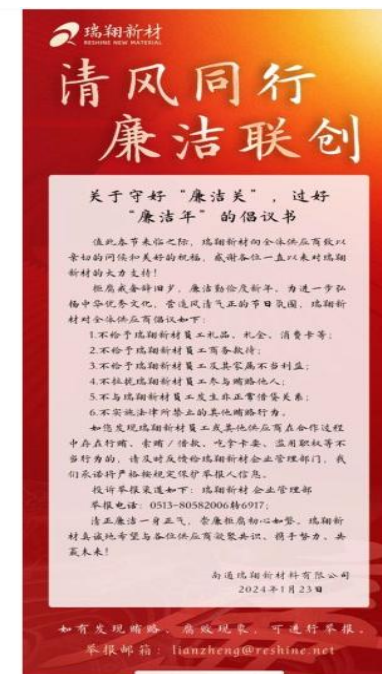 瑞翔新材
RESHINE NEW MATERIAL
清风同行
廉洁联创
关于守好“廉洁关”，过好
“廉洁年”的倡议书
值此春节来临之际，瑞翔新材向全体供应商致以
亲切的问候和美好的祝福，感谢各位一直以来对瑞翔
新材的大力支持！
拒腐戒奢辞旧岁，廉洁勤俭度新年。为进一步弘
扬中华优秀文化，营造风清气正的节日氛围，瑞翔新
材对全体供应商倡议如下：
1.不给予瑞翔新材员工礼品、礼金、消费卡等；
2.不给予瑞翔新材员工商务款待；
3.不给予瑞翔新材员工及其家属不当利益；
4.不拉拢瑞翔新材员工参与赌博他人；
5.不与瑞翔新材员工发生非正常借贷关系；
6.不实施法律所禁止的其他贿赂行为。
如您发现瑞翔新材员工或其他供应商在合作过程
中存在行贿、索贿/借款、吃拿卡要、滥用职权等不
当行为的，请及时反馈给瑞翔新材企业管理部门，我
们承诺将严格按规定保护举报人信息。
投诉举报渠道如下：瑞翔新材企业管理部
举报电话：0513-80582006转6917；
清正廉洁一身正气，崇廉拒腐初心如磐。瑞翔新
材真诚地希望与各位供应商凝聚共识、携手努力、共
赢未来！
南通瑞翔新材料有限公司
2024年1月23日
如有发现贿赂、腐败现象，可进行举报。
举报邮箱：lianzheng@reshine.net